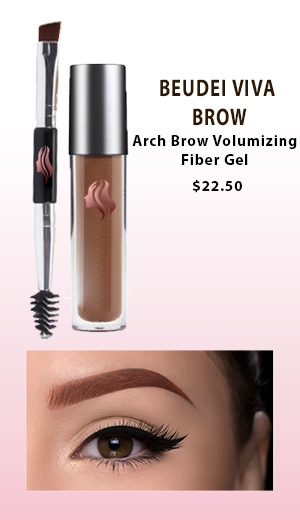 BEUDEI VIVA
BROW
Arch Brow Volumizing
Fiber Gel
$22.50